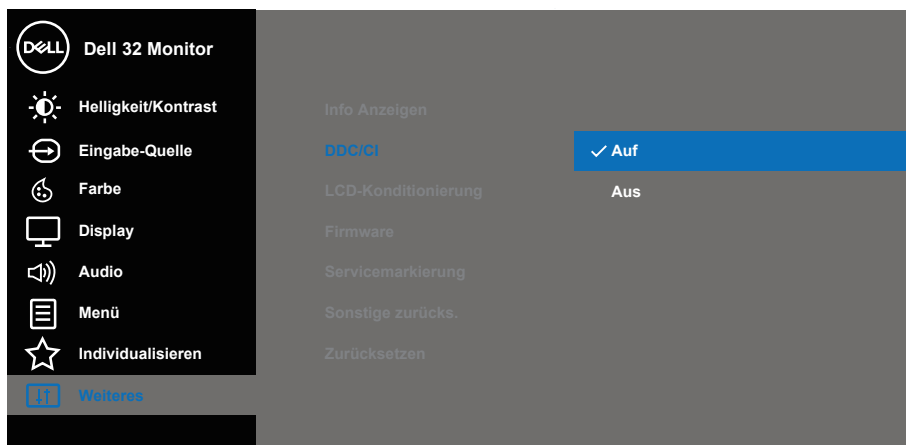 DELL
Dell 32 Monitor
Helligkeit/Kontrast
Eingabe-Quelle
Farbe
Display
Audio
Menü
Individualisieren
Weiteres
Info Anzeigen
DDC/CI
LCD-Konditionierung
Firmware
Servicemarkierung
Sonstige zurücks.
Zurücksetzen
Auf
Aus